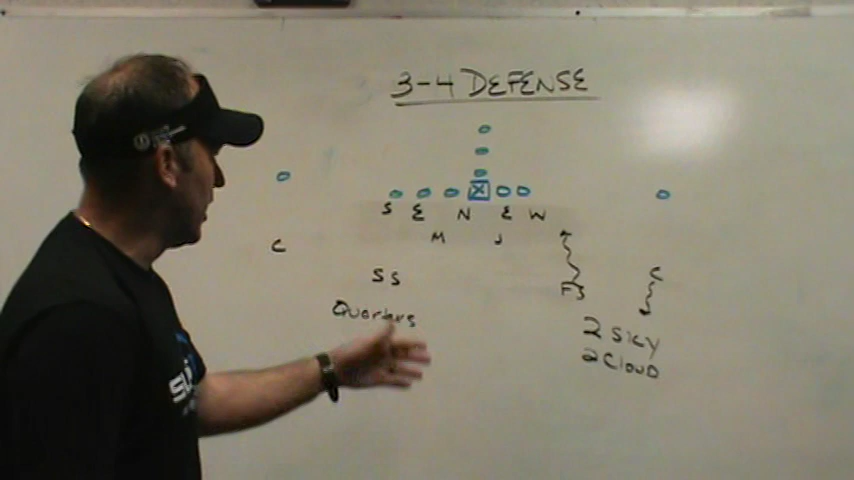 3-4 DEFENSE
X
S E N E W
M J
C
C
SS
FS
Quarters
2 SKY
2 CLOUD